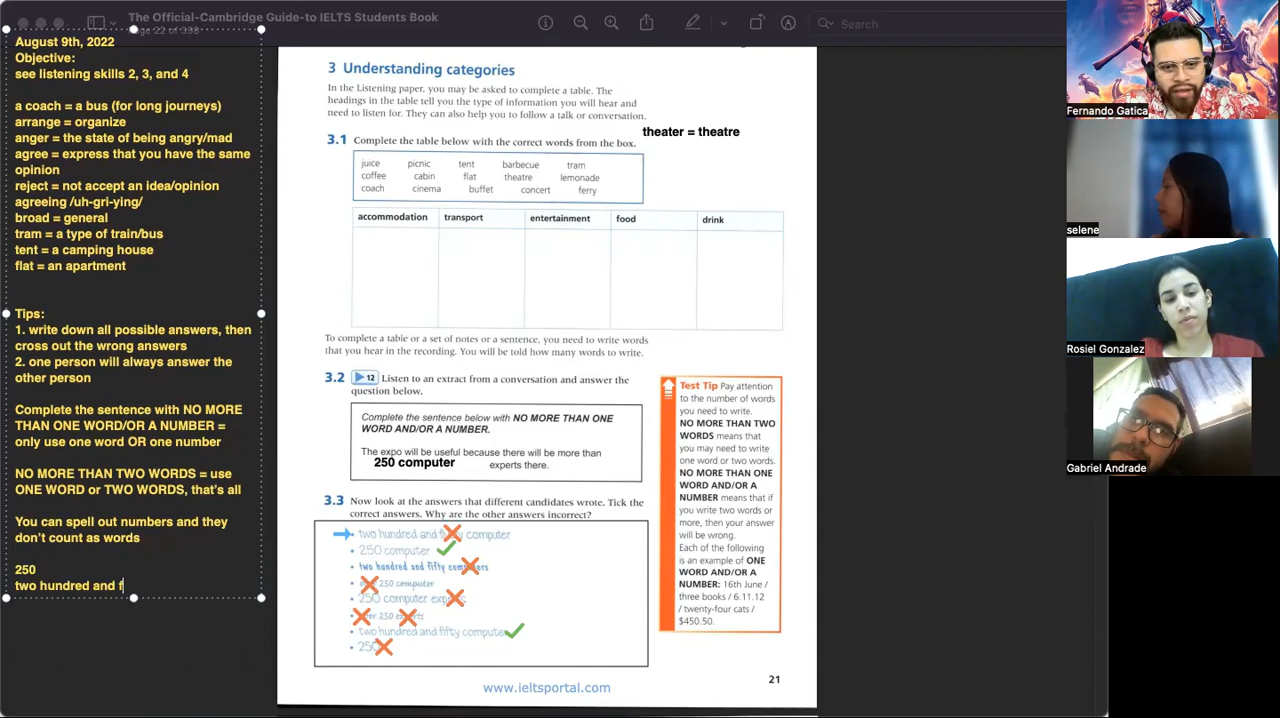 The Official-Cambridge Guide-to IELTS Students Book
Page 22 of 398
Search
August 9th, 2022
Objective:
see listening skills 2, 3, and 4
a coach = a bus (for long journeys)
arrange = organize
anger = the state of being angry/mad
agree = express that you have the same
opinion
reject = not accept an idea/opinion
agreeing /uh-gri-ying/
broad = general
tram = a type of train/bus
tent = a camping house
flat = an apartment
Tips:
1. write down all possible answers, then
cross out the wrong answers
2. one person will always answer the
other person
Complete the sentence with NO MORE
THAN ONE WORD/OR A NUMBER =
only use one word OR one number
NO MORE THAN TWO WORDS = use
ONE WORD or TWO WORDS, that's all
You can spell out numbers and they
don't count as words
250
two hundred and f
3 Understanding categories
In the Listening paper, you may be asked to complete a table. The
headings in the table tell you the type of information you will hear and
need to listen for. They can also help you to follow a talk or conversation.
theater = theatre
3.1 Complete the table below with the correct words from the box.
juice picnic tent barbecue tram
coffee cabin flat theatre lemonade
coach cinema buffet concert ferry
accommodation transport entertainment food drink
To complete a table or a set of notes or a sentence, you need to write words
that you hear in the recording. You will be told how many words to write.
3.2 12 Listen to an extract from a conversation and answer the
question below.
Complete the sentence below with NO MORE THAN ONE
WORD AND/OR A NUMBER.
The expo will be useful because there will be more than
250 computer experts there.
3.3 Now look at the answers that different candidates wrote. Tick the
correct answers. Why are the other answers incorrect?
• two hundred and computer
• 250 computer
• two hundred and fifty
• 250 computer
• 250 computer
• 250
• two hundred and fifty computer
• 250
Test Tip Pay attention
to the number of words
you need to write.
NO MORE THAN TWO
WORDS means that
you may need to write
one word or two words.
NO MORE THAN ONE
WORD AND/OR A
NUMBER means that if
you write two words or
more, then your answer
will be wrong.
Each of the following
is an example of ONE
WORD AND/OR A
NUMBER: 16th June /
three books / 6.11.12
/ twenty-four cats /
$450.50.
21
www.ieltsportal.com
Fernando Gatica
selene
Rosiel Gonzalez
Gabriel Andrade